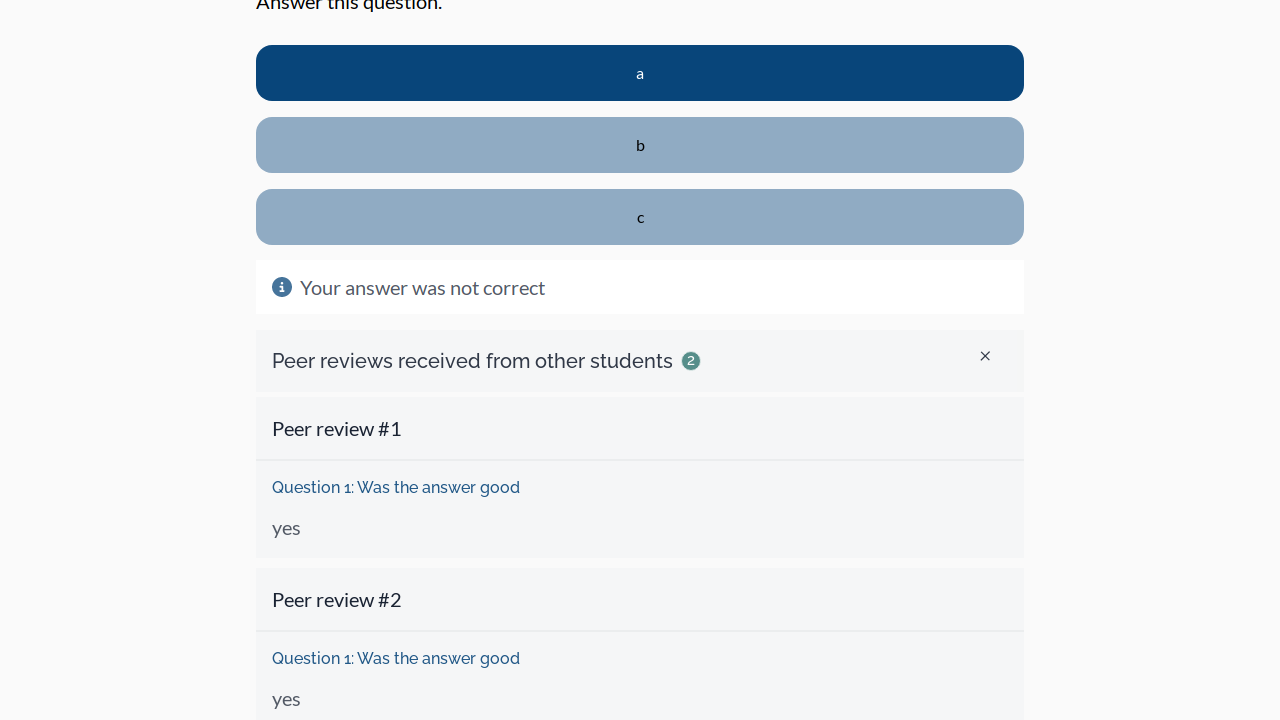 Answer this question.
a
b
c
Your answer was not correct
Peer reviews received from other students 2
Peer review #1
Question 1: Was the answer good
yes
Peer review #2
Question 1: Was the answer good
yes